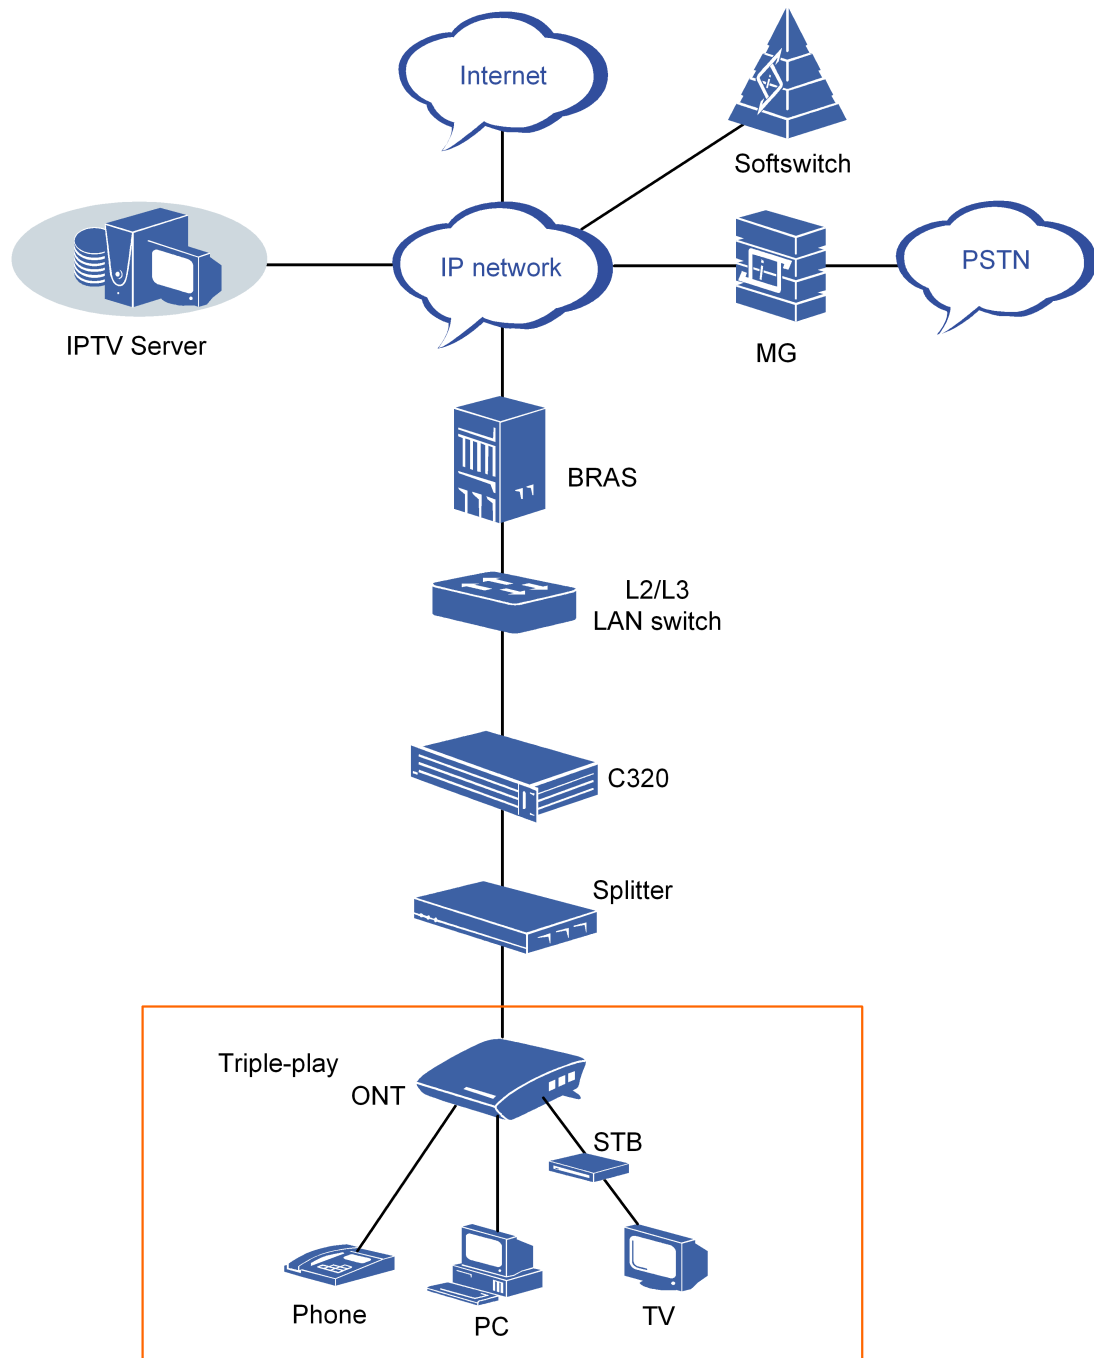 Internet
Softswitch
IP network
PSTN
IPTV Server
MG
BRAS
L2/L3
LAN switch
C320
Splitter
Triple-play
ONT
STB
Phone
PC
TV